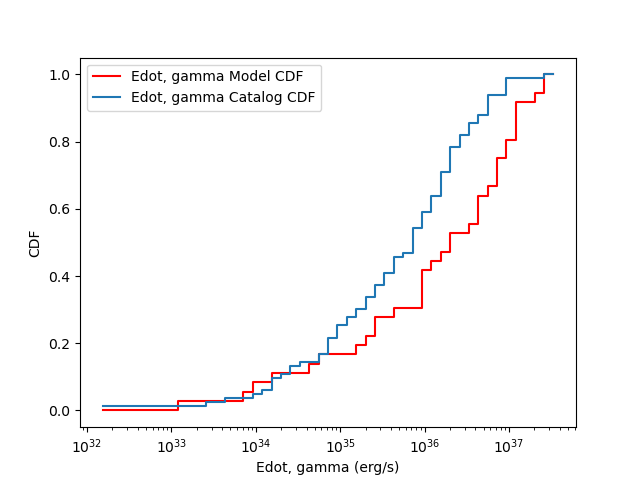 Edot, gamma Model CDF
Edot, gamma Catalog CDF
1.0
0.8
0.6
0.4
0.2
0.0
CDF
10^32 10^33 10^34 10^35 10^36 10^37
Edot, gamma (erg/s)